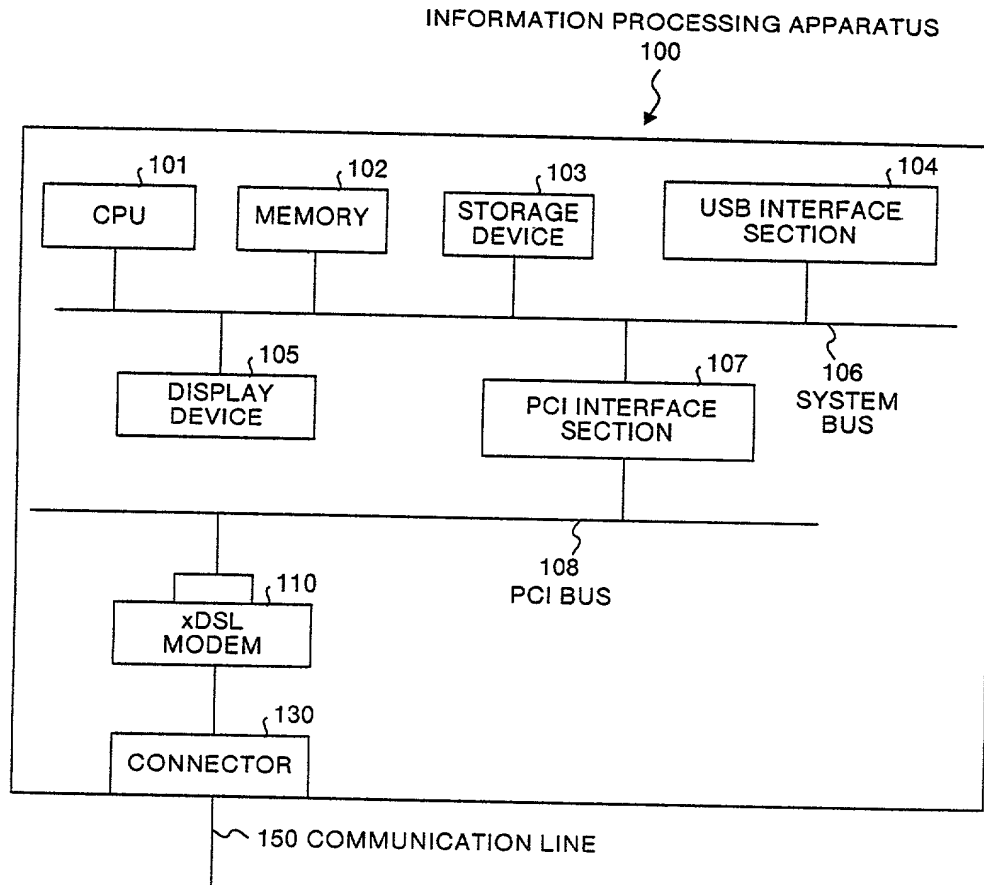 INFORMATION PROCESSING APPARATUS
100
101
CPU
102
MEMORY
103
STORAGE
DEVICE
104
USB INTERFACE
SECTION
105
DISPLAY
DEVICE
107
PCI INTERFACE
SECTION
106
SYSTEM
BUS
108
PCI BUS
110
xDSL
MODEM
130
CONNECTOR
150 COMMUNICATION LINE